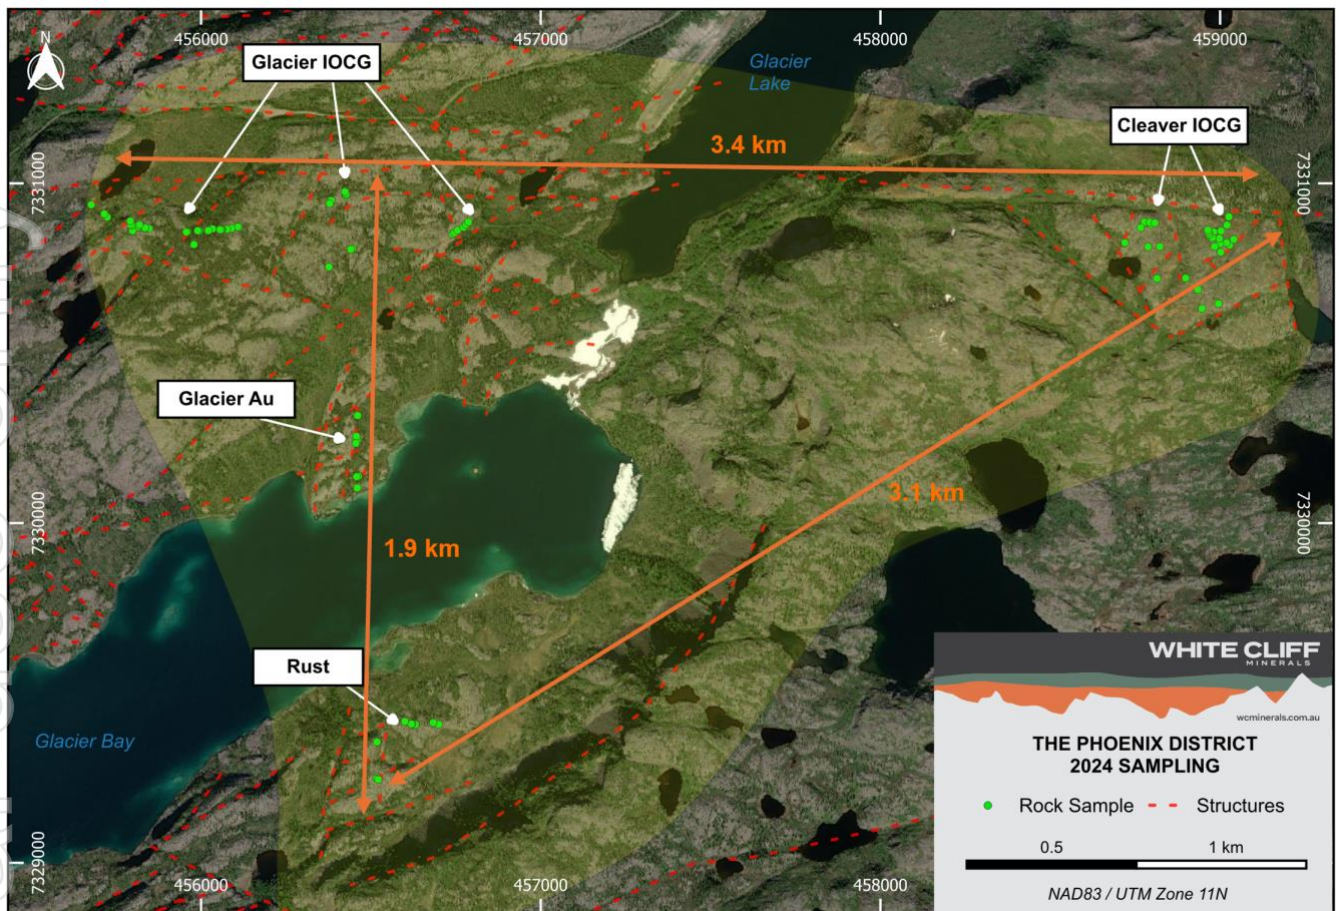 456000
457000
458000
459000
N
Glacier IOCG
Glacier
Lake
Cleaver IOCG
3.4 km
7331000
7331000
Glacier Au
3.1 km
7330000
7330000
1.9 km
Rust
Glacier Bay
7329000
456000
457000
458000
WHITE CLIFF
MINERALS
wcminerals.com.au
THE PHOENIX DISTRICT
2024 SAMPLING
Rock Sample
Structures
0.5
1 km
NAD83 / UTM Zone 11N